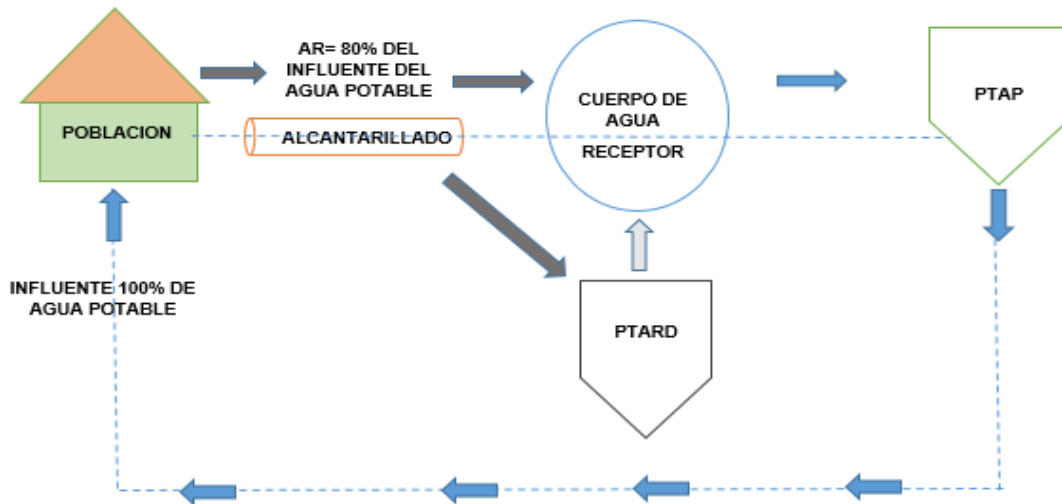 AR= 80% DEL
INFLUENTE DEL
AGUA POTABLE
POBLACION
ALCANTARILLADO
CUERPO DE
AGUA
RECEPTOR
PTAP
INFLUENTE 100% DE
AGUA POTABLE
PTARD